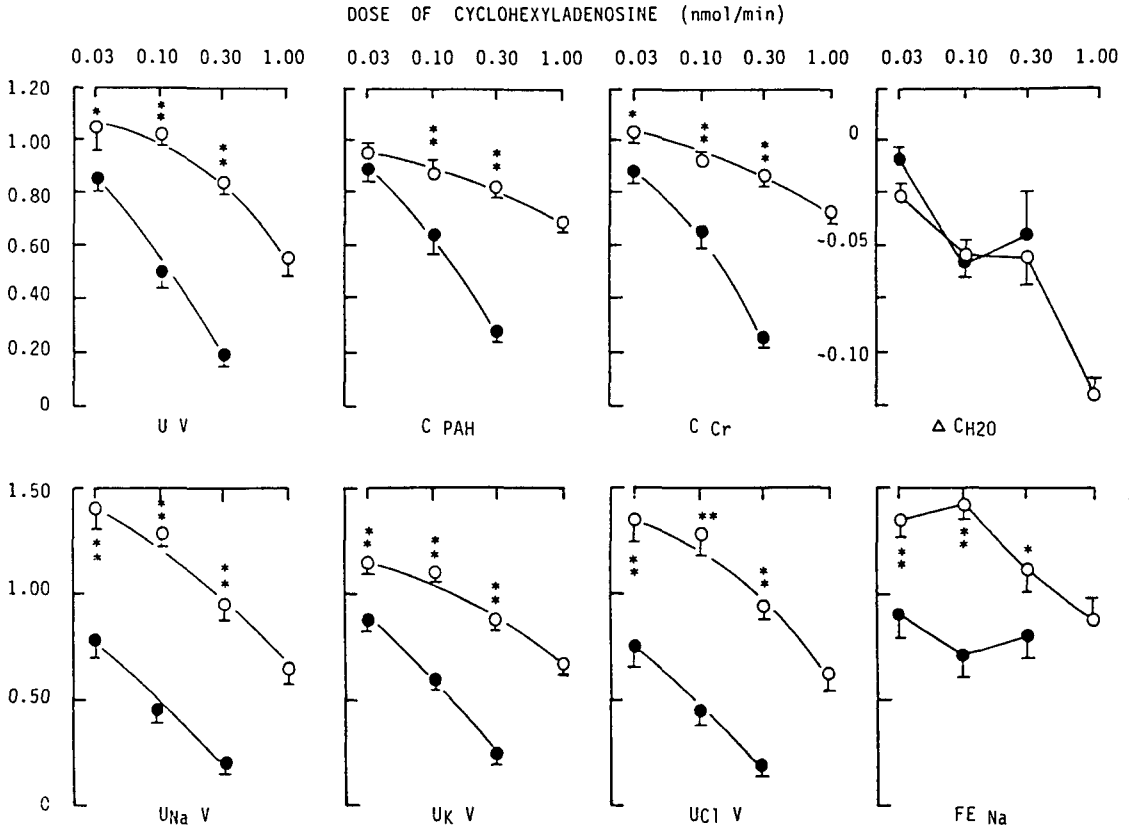 DOSE OF CYCLOHEXYLADENOSINE (nmol/min)
0.03 0.10 0.30 1.00 0.03 0.10 0.30 1.00 0.03 0.10 0.30 1.00 0.03 0.10 0.30 1.00
1.20
1.00
0.80
0.60
0.40
0.20
0
0
-0.05
-0.10
U V
C PAH
C Cr
Δ CH2O
1.50
1.00
0.50
C
UNa V
UK V
UCl V
FE Na